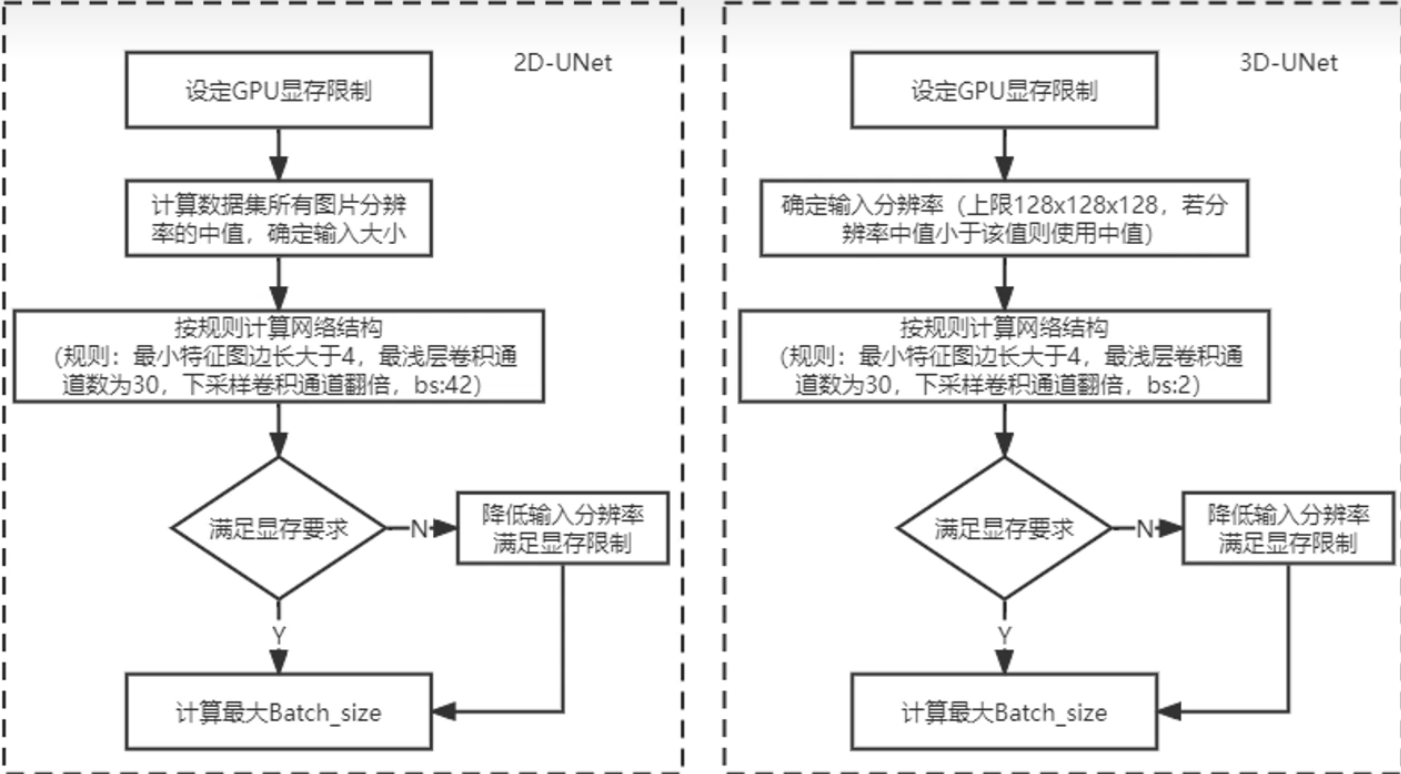 2D-UNet
设定GPU显存限制
计算数据集所有图片分辨
率的中值，确定输入大小
按规则计算网络结构
（规则：最小特征图边长大于4，最浅层卷积通
道数为30，下采样卷积通道翻倍，bs:42）
满足显存要求
N
降低输入分辨率
满足显存限制
Y
计算最大Batch_size
3D-UNet
设定GPU显存限制
确定输入分辨率（上限128x128x128，若分
辨率中值小于该值则使用中值）
按规则计算网络结构
（规则：最小特征图边长大于4，最浅层卷积通
道数为30，下采样卷积通道翻倍，bs:2）
满足显存要求
N
降低输入分辨率
满足显存限制
Y
计算最大Batch_size